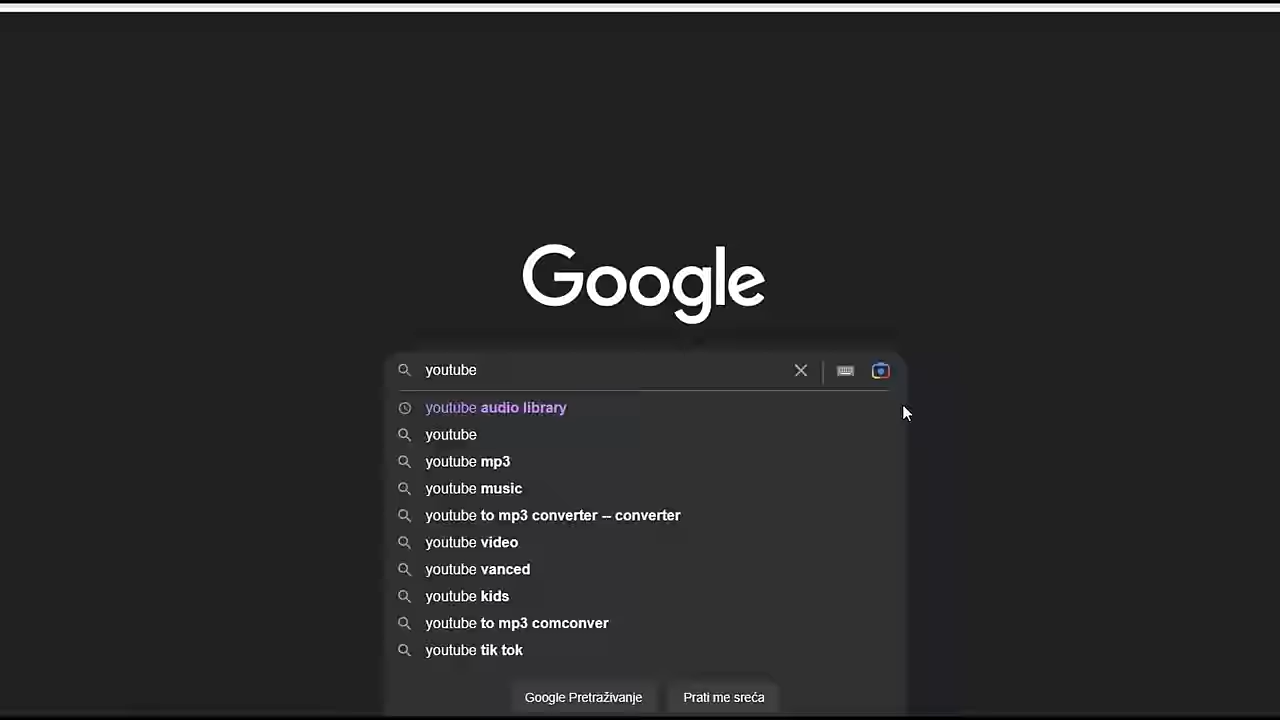 Google
youtube
youtube audio library
youtube
youtube mp3
youtube music
youtube to mp3 converter – converter
youtube video
youtube vanced
youtube kids
youtube to mp3 comconver
youtube tik tok
Google Pretraživanje
Prati me sreća